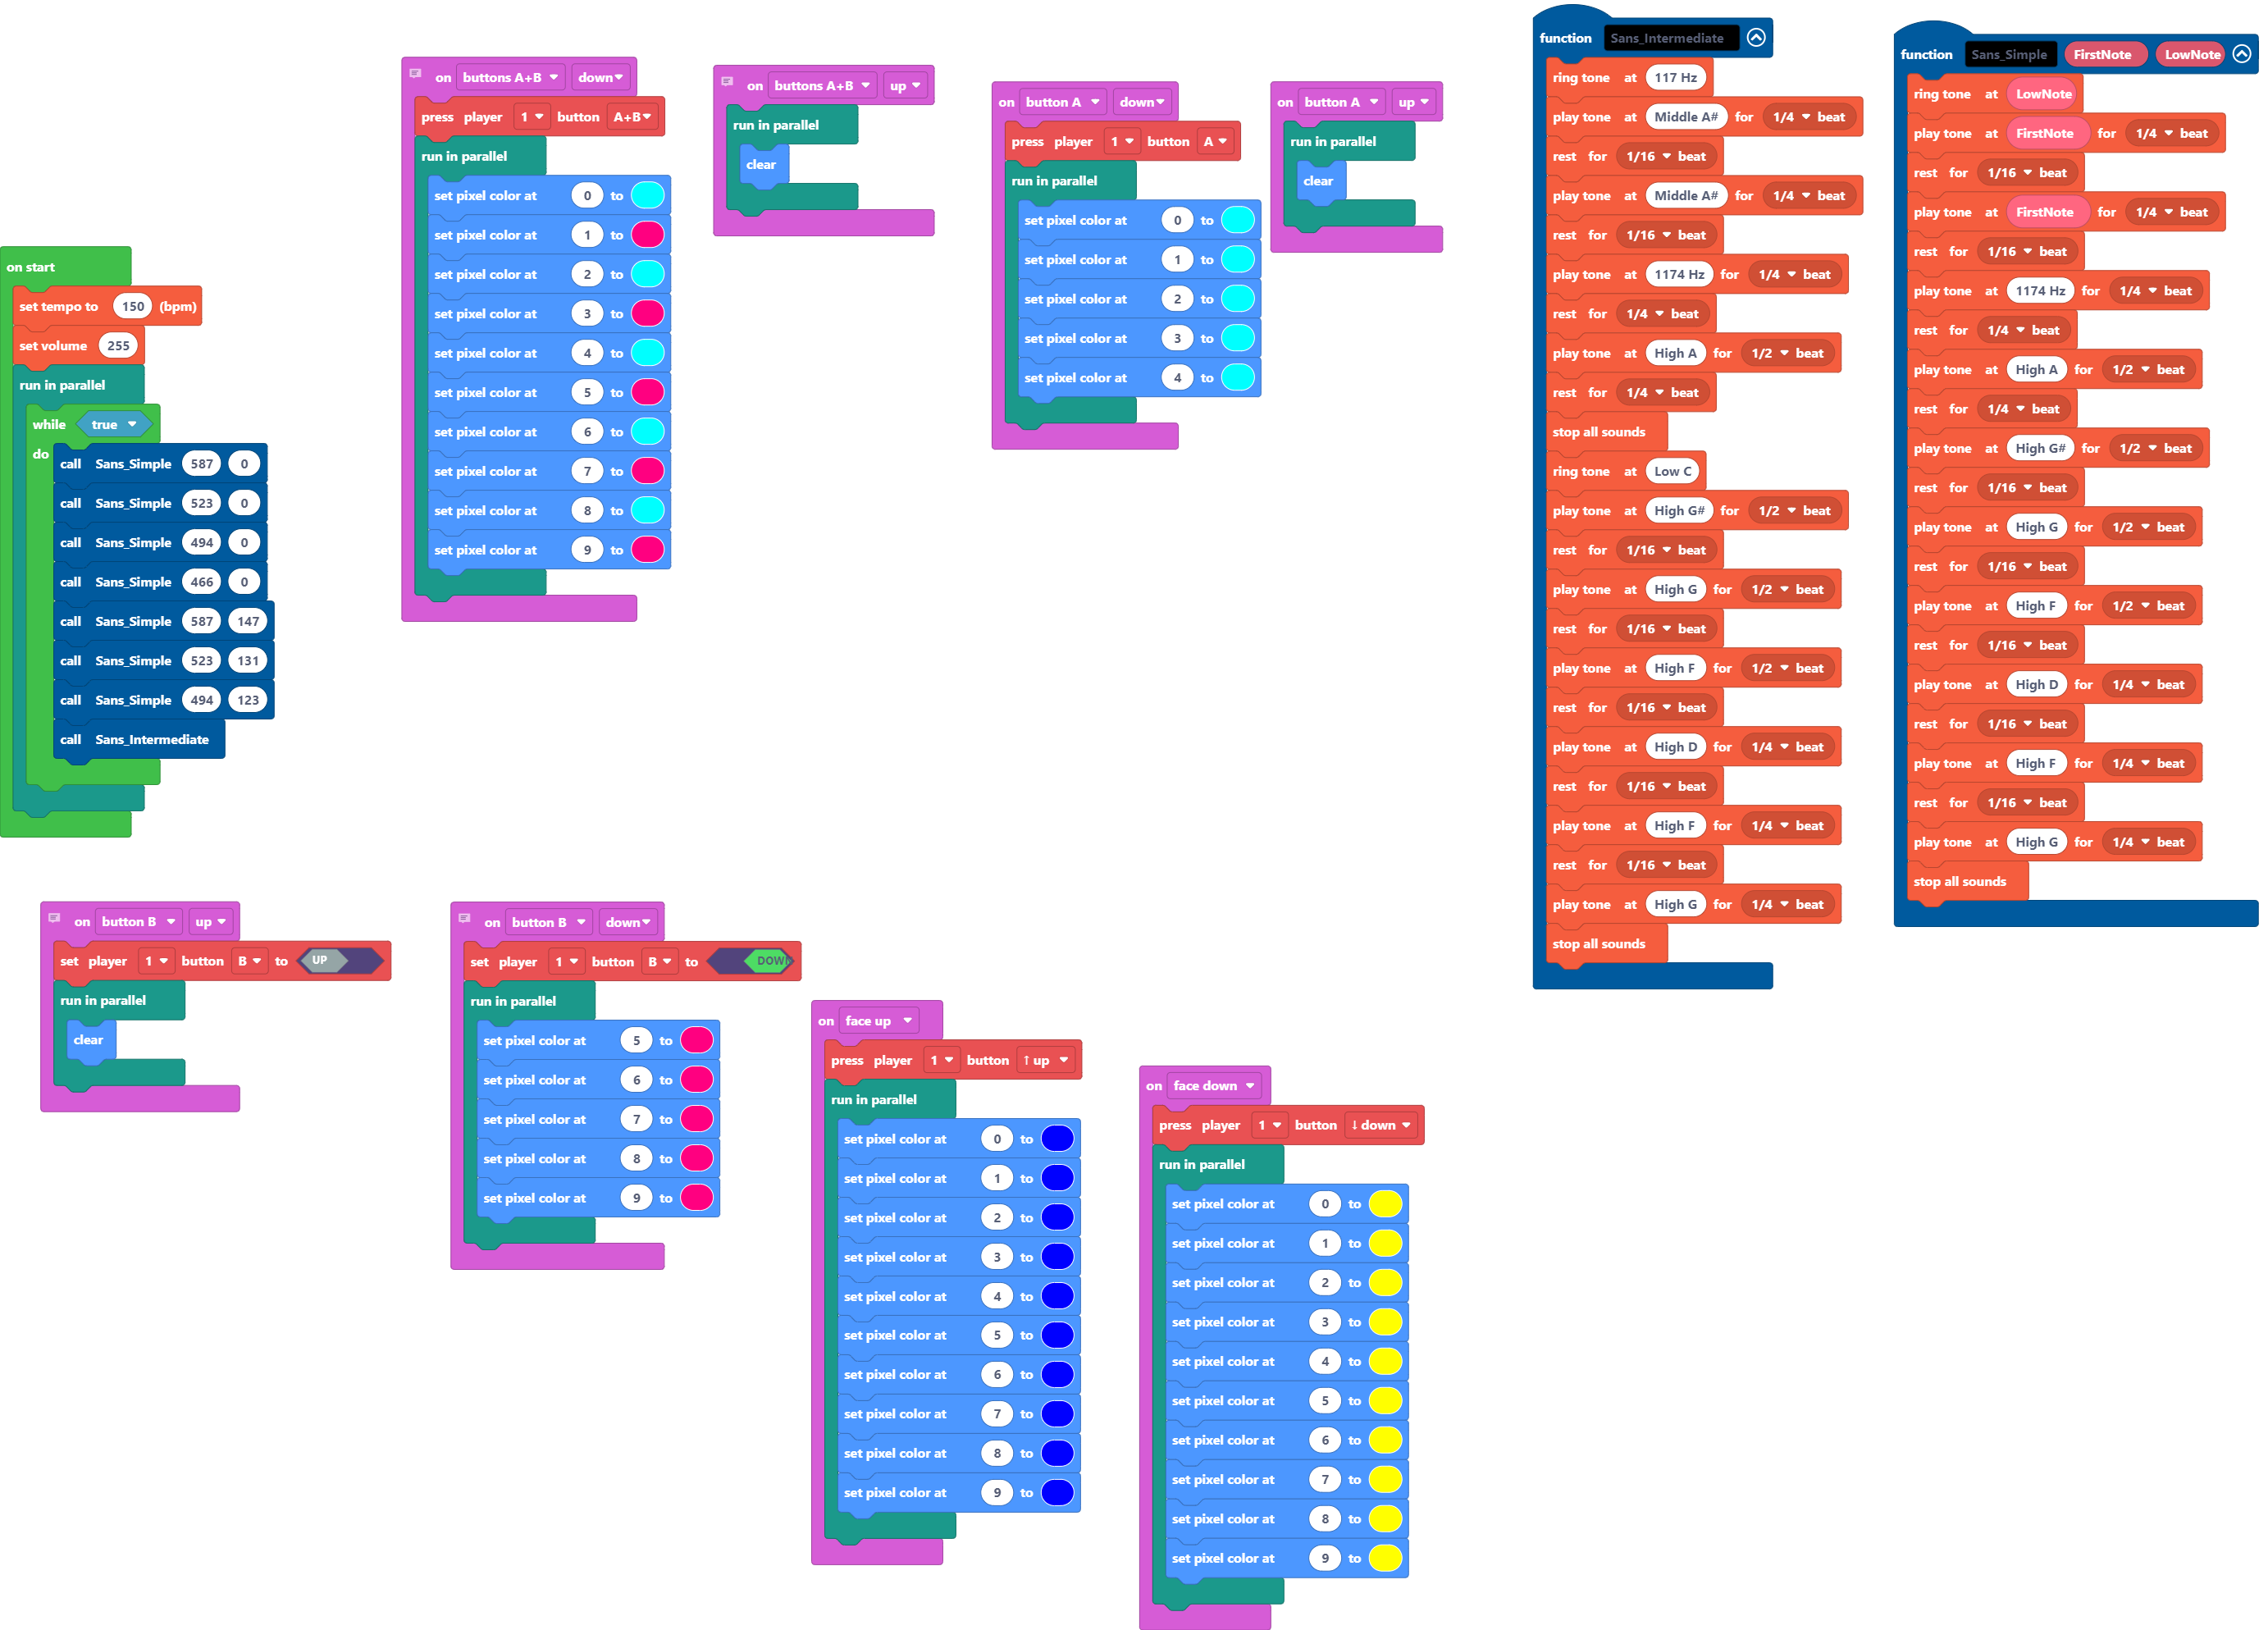 on start
set tempo to 150 (bpm)
set volume 255
run in parallel
while true
do
call Sans_Simple 587 0
call Sans_Simple 523 0
call Sans_Simple 494 0
call Sans_Simple 466 0
call Sans_Simple 587 147
call Sans_Simple 523 131
call Sans_Simple 494 123
call Sans_Intermediate
on buttons A+B down
press player 1 button A+B
run in parallel
set pixel color at 0 to
set pixel color at 1 to
set pixel color at 2 to
set pixel color at 3 to
set pixel color at 4 to
set pixel color at 5 to
set pixel color at 6 to
set pixel color at 7 to
set pixel color at 8 to
set pixel color at 9 to
on buttons A+B up
run in parallel
clear
on button A down
press player 1 button A
run in parallel
set pixel color at 0 to
set pixel color at 1 to
set pixel color at 2 to
set pixel color at 3 to
set pixel color at 4 to
on button A up
run in parallel
clear
function Sans_Intermediate
ring tone at 117 Hz
play tone at Middle A# for 1/4 beat
rest for 1/16 beat
play tone at Middle A# for 1/4 beat
rest for 1/16 beat
play tone at 1174 Hz for 1/4 beat
rest for 1/4 beat
play tone at High A for 1/2 beat
rest for 1/4 beat
stop all sounds
ring tone at Low C
play tone at High G# for 1/2 beat
rest for 1/16 beat
play tone at High G for 1/2 beat
rest for 1/16 beat
play tone at High F for 1/2 beat
rest for 1/16 beat
play tone at High D for 1/4 beat
rest for 1/16 beat
play tone at High F for 1/4 beat
rest for 1/16 beat
play tone at High G for 1/4 beat
stop all sounds
function Sans_Simple FirstNote LowNote
ring tone at LowNote
play tone at FirstNote for 1/4 beat
rest for 1/16 beat
play tone at FirstNote for 1/4 beat
rest for 1/16 beat
play tone at 1174 Hz for 1/4 beat
rest for 1/4 beat
play tone at High A for 1/2 beat
rest for 1/4 beat
play tone at High G# for 1/2 beat
rest for 1/16 beat
play tone at High G for 1/2 beat
rest for 1/16 beat
play tone at High F for 1/2 beat
rest for 1/16 beat
play tone at High D for 1/4 beat
rest for 1/16 beat
play tone at High F for 1/4 beat
rest for 1/16 beat
play tone at High G for 1/4 beat
stop all sounds
on button B up
set player 1 button B to UP
run in parallel
clear
on button B down
set player 1 button B to DOWN
run in parallel
set pixel color at 5 to
set pixel color at 6 to
set pixel color at 7 to
set pixel color at 8 to
set pixel color at 9 to
on face up
press player 1 button ↑ up
run in parallel
set pixel color at 0 to
set pixel color at 1 to
set pixel color at 2 to
set pixel color at 3 to
set pixel color at 4 to
set pixel color at 5 to
set pixel color at 6 to
set pixel color at 7 to
set pixel color at 8 to
set pixel color at 9 to
on face down
press player 1 button ↓ down
run in parallel
set pixel color at 0 to
set pixel color at 1 to
set pixel color at 2 to
set pixel color at 3 to
set pixel color at 4 to
set pixel color at 5 to
set pixel color at 6 to
set pixel color at 7 to
set pixel color at 8 to
set pixel color at 9 to